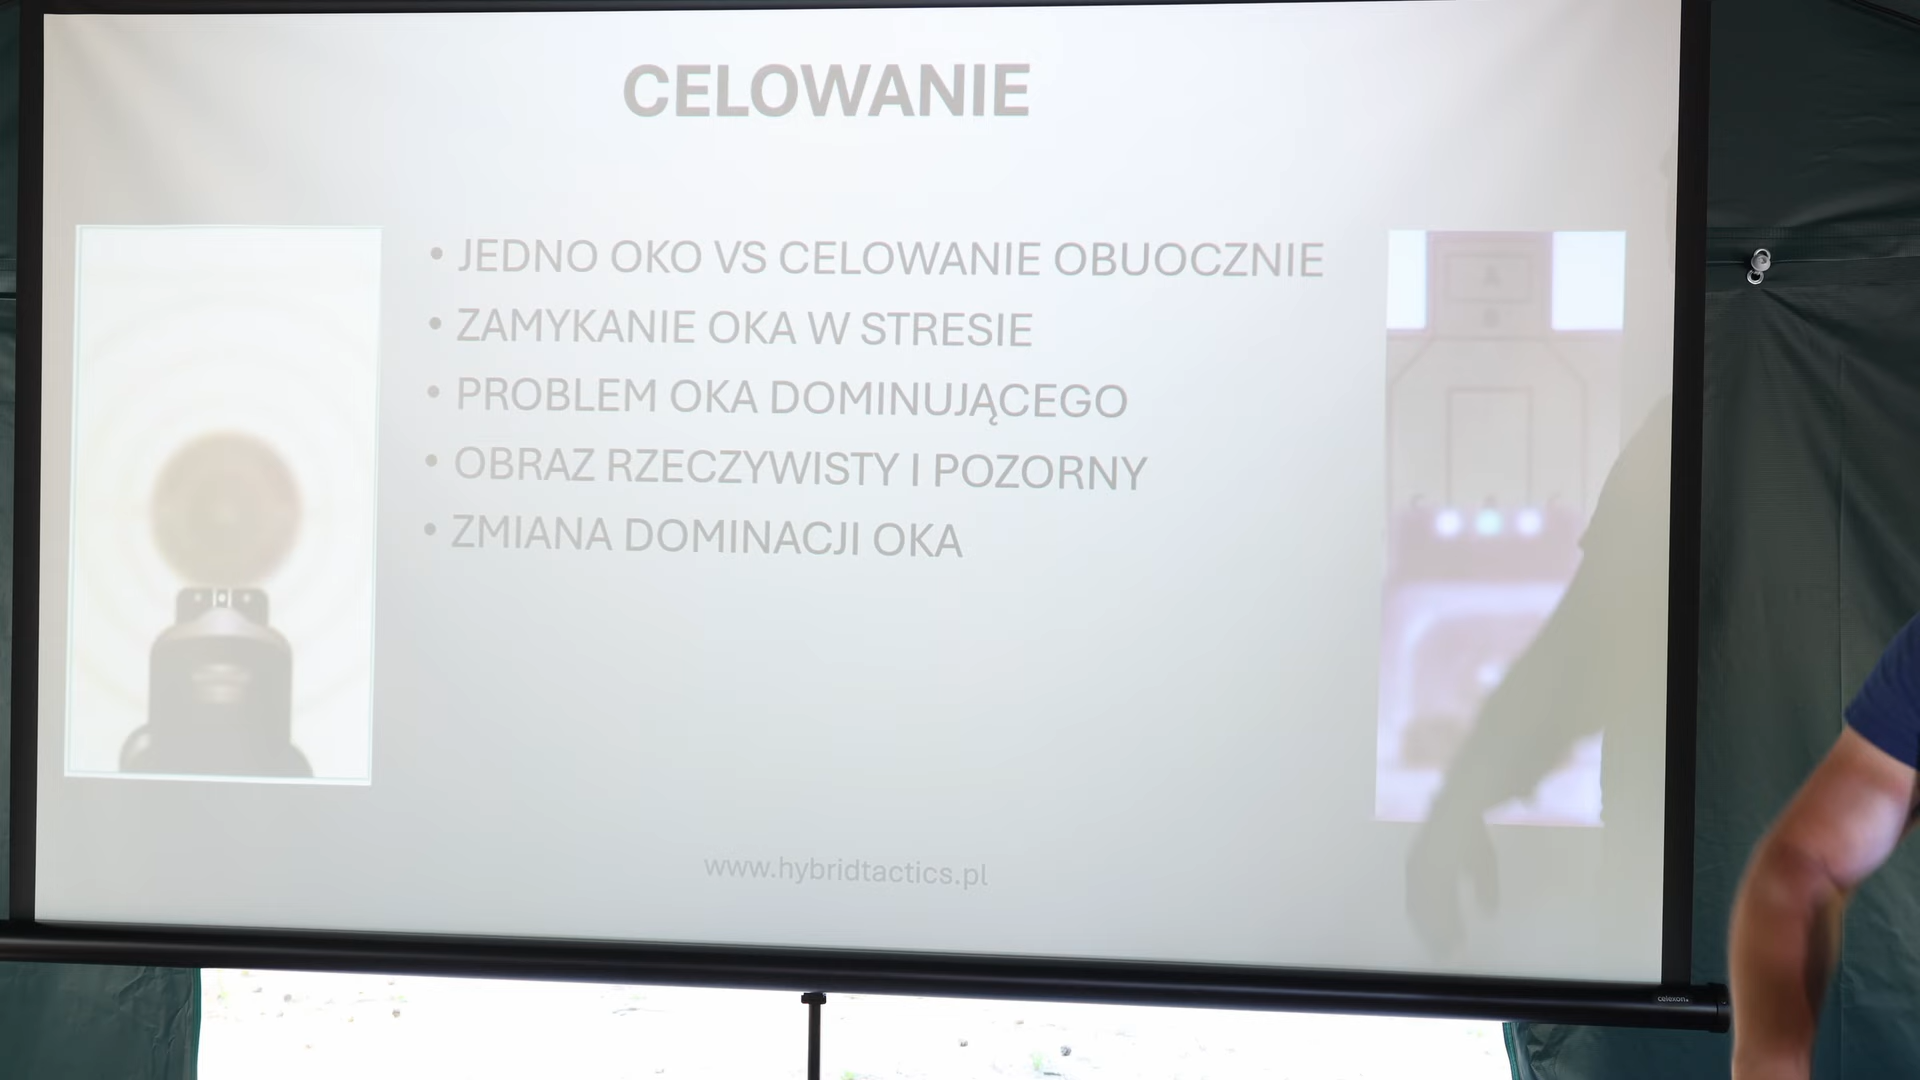 CELOWANIE
• JEDNO OKO VS CELOWANIE OBUOCZNIE
• ZAMYKANIE OKA W STRESIE
• PROBLEM OKA DOMINUJĄCEGO
• OBRAZ RZECZYWISTY I POZORNY
• ZMIANA DOMINACJI OKA
www.hybridtactics.pl
celexon